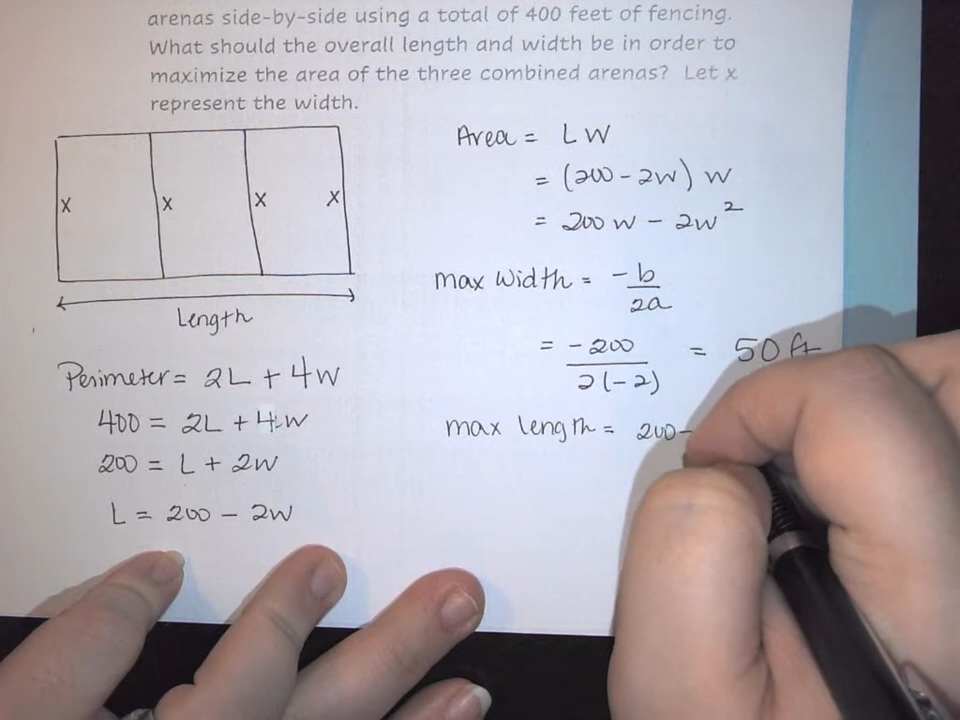 arenas side-by-side using a total of 400 feet of fencing.
What should the overall length and width be in order to
maximize the area of the three combined arenas? Let x
represent the width.
x x x x
Length
Perimeter = 2L + 4W
400 = 2L + 4W
200 = L + 2W
L = 200 - 2W
Area = LW
= (200 - 2W) W
= 200W - 2W²
max width = -b/2a
= -200/2(-2) = 50 ft
max length = 200-